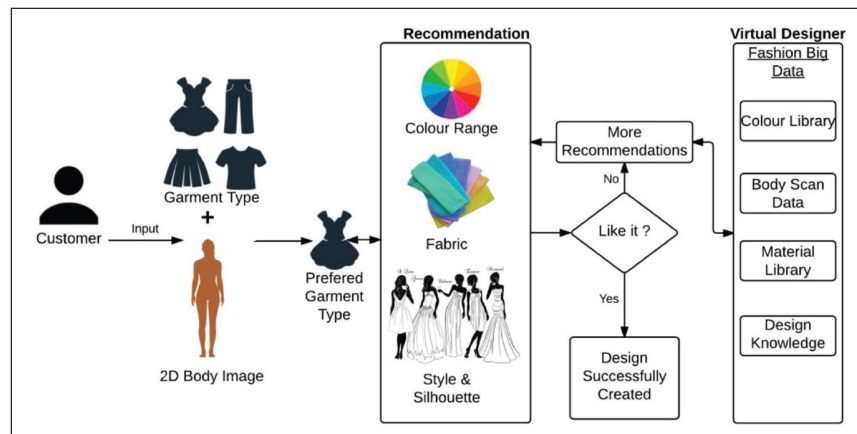 Customer
Input
Garment Type
+
2D Body Image
Prefered
Garment
Type
Recommendation
Colour Range
Fabric
Style &
Silhouette
More
Recommendations
No
Like it ?
Yes
Design
Successfully
Created
Virtual Designer
Fashion Big
Data
Colour Library
Body Scan
Data
Material
Library
Design
Knowledge